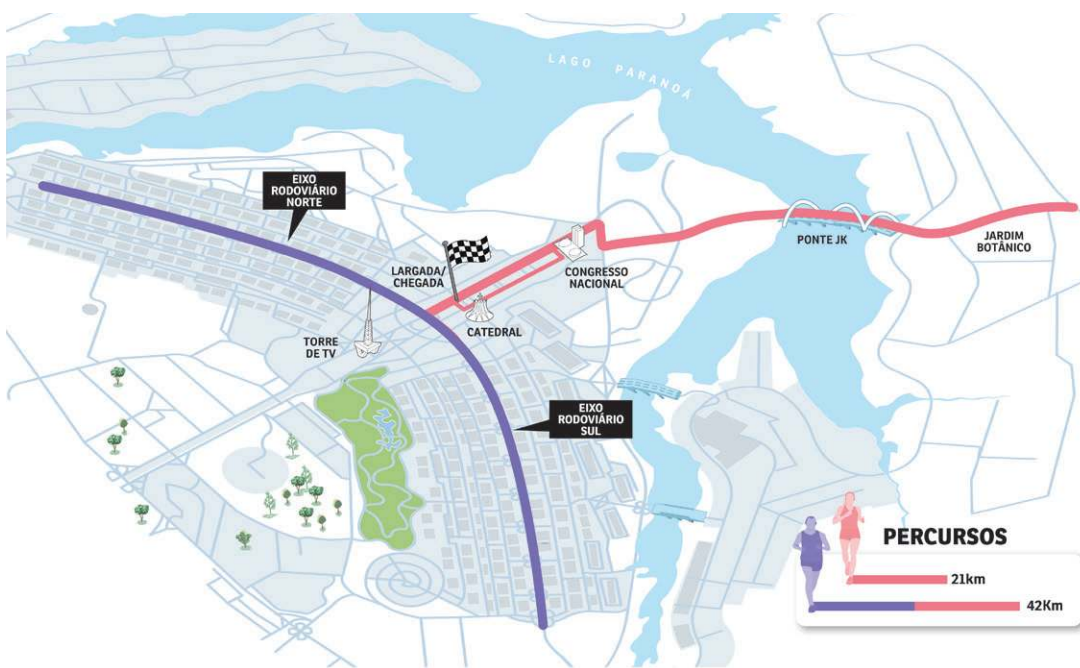 LAGO PARANOÁ
EIXO
RODOVIÁRIO
NORTE
LARGADA/
CHEGADA
CONGRESSO
NACIONAL
PONTE JK
JARDIM
BOTÂNICO
CATEDRAL
TORRE
DE TV
EIXO
RODOVIÁRIO
SUL
PERCURSOS
21km
42Km